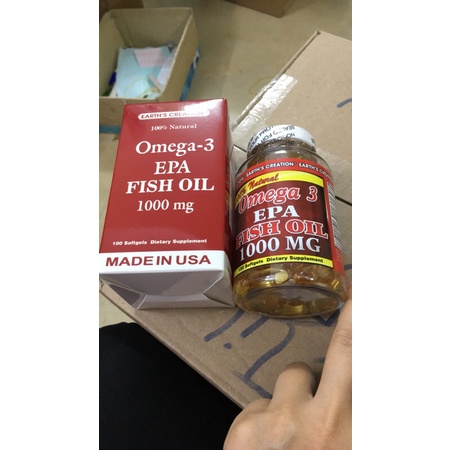 EARTH'S CREATION
100% Natural
Omega-3
EPA
FISH OIL
1000 mg
100 Softgels Dietary Supplement
MADE IN USA
EARTH'S CREATION
Natural
Omega 3
EPA
FISH OIL
1000 MG
100 Softgels Dietary Supplement